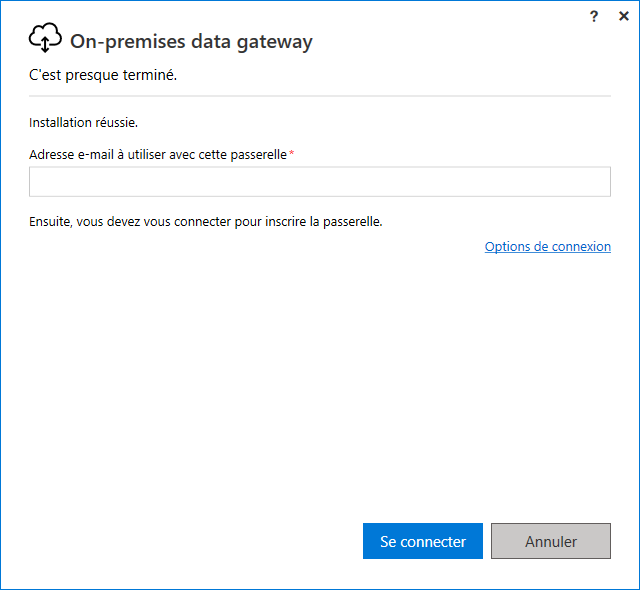 ? ×
On-premises data gateway
C'est presque terminé.
Installation réussie.
Adresse e-mail à utiliser avec cette passerelle*
Ensuite, vous devez vous connecter pour inscrire la passerelle.
Options de connexion
Se connecter
Annuler